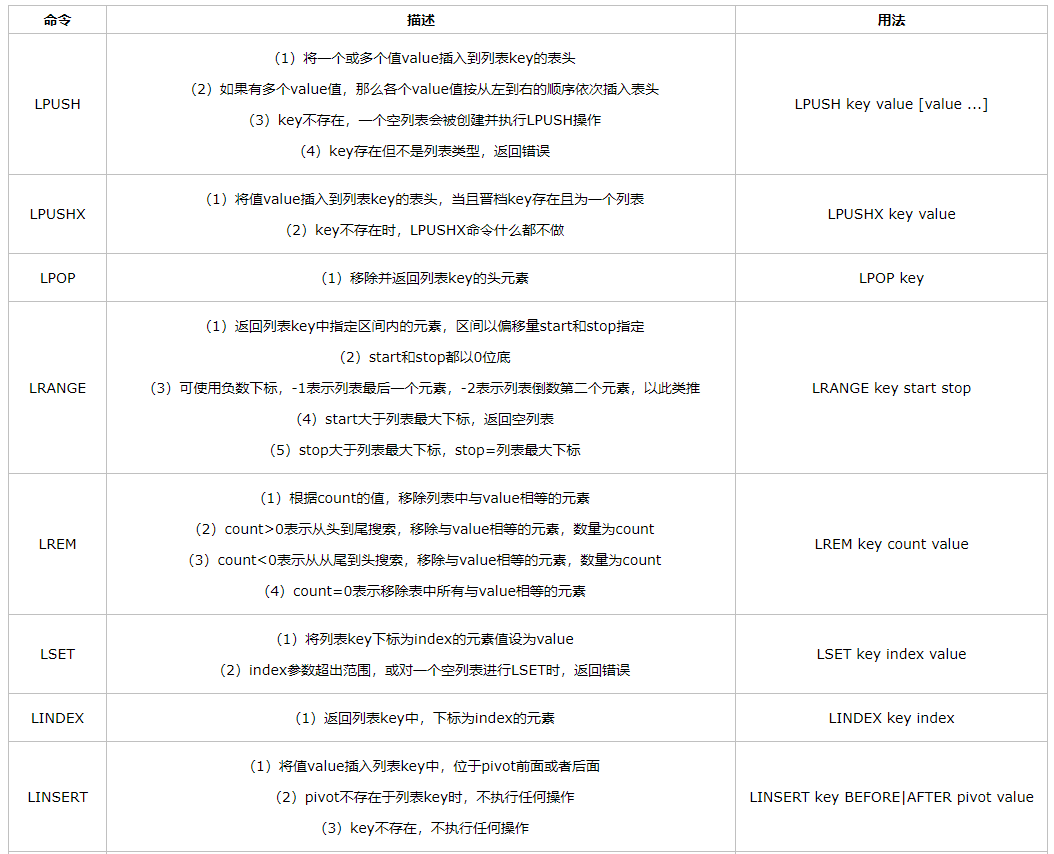 命令 描述 用法
（1）将一个或多个值value插入到列表key的表头
（2）如果有多个value值，那么各个value值按从左到右的顺序依次插入表头
LPUSH LPUSH key value [value ...]
（3）key不存在，一个空列表会被创建并执行LPUSH操作
（4）key存在但不是列表类型，返回错误
（1）将值value插入到列表key的表头，当且晋档key存在且为一个列表
LPUSHX LPUSHX key value
（2）key不存在时，LPUSHX命令什么都不做
LPOP （1）移除并返回列表key的头元素 LPOP key
（1）返回列表key中指定区间内的元素，区间以偏移量start和stop指定
（2）start和stop都以0位底
LRANGE （3）可使用负数下标，-1表示列表最后一个元素，-2表示列表倒数第二个元素，以此类推 LRANGE key start stop
（4）start大于列表最大下标，返回空列表
（5）stop大于列表最大下标，stop=列表最大下标
（1）根据count的值，移除列表中与value相等的元素
（2）count>0表示从头到尾搜索，移除与value相等的元素，数量为count
LREM LREM key count value
（3）count<0表示从从尾到头搜索，移除与value相等的元素，数量为count
（4）count=0表示移除表中所有与value相等的元素
（1）将列表key下标为index的元素值设为value
LSET LSET key index value
（2）index参数超出范围，或对一个空列表进行LSET时，返回错误
LINDEX （1）返回列表key中，下标为index的元素 LINDEX key index
（1）将值value插入列表key中，位于pivot前面或者后面
LINSERT （2）pivot不存在于列表key时，不执行任何操作 LINSERT key BEFORE|AFTER pivot value
（3）key不存在，不执行任何操作